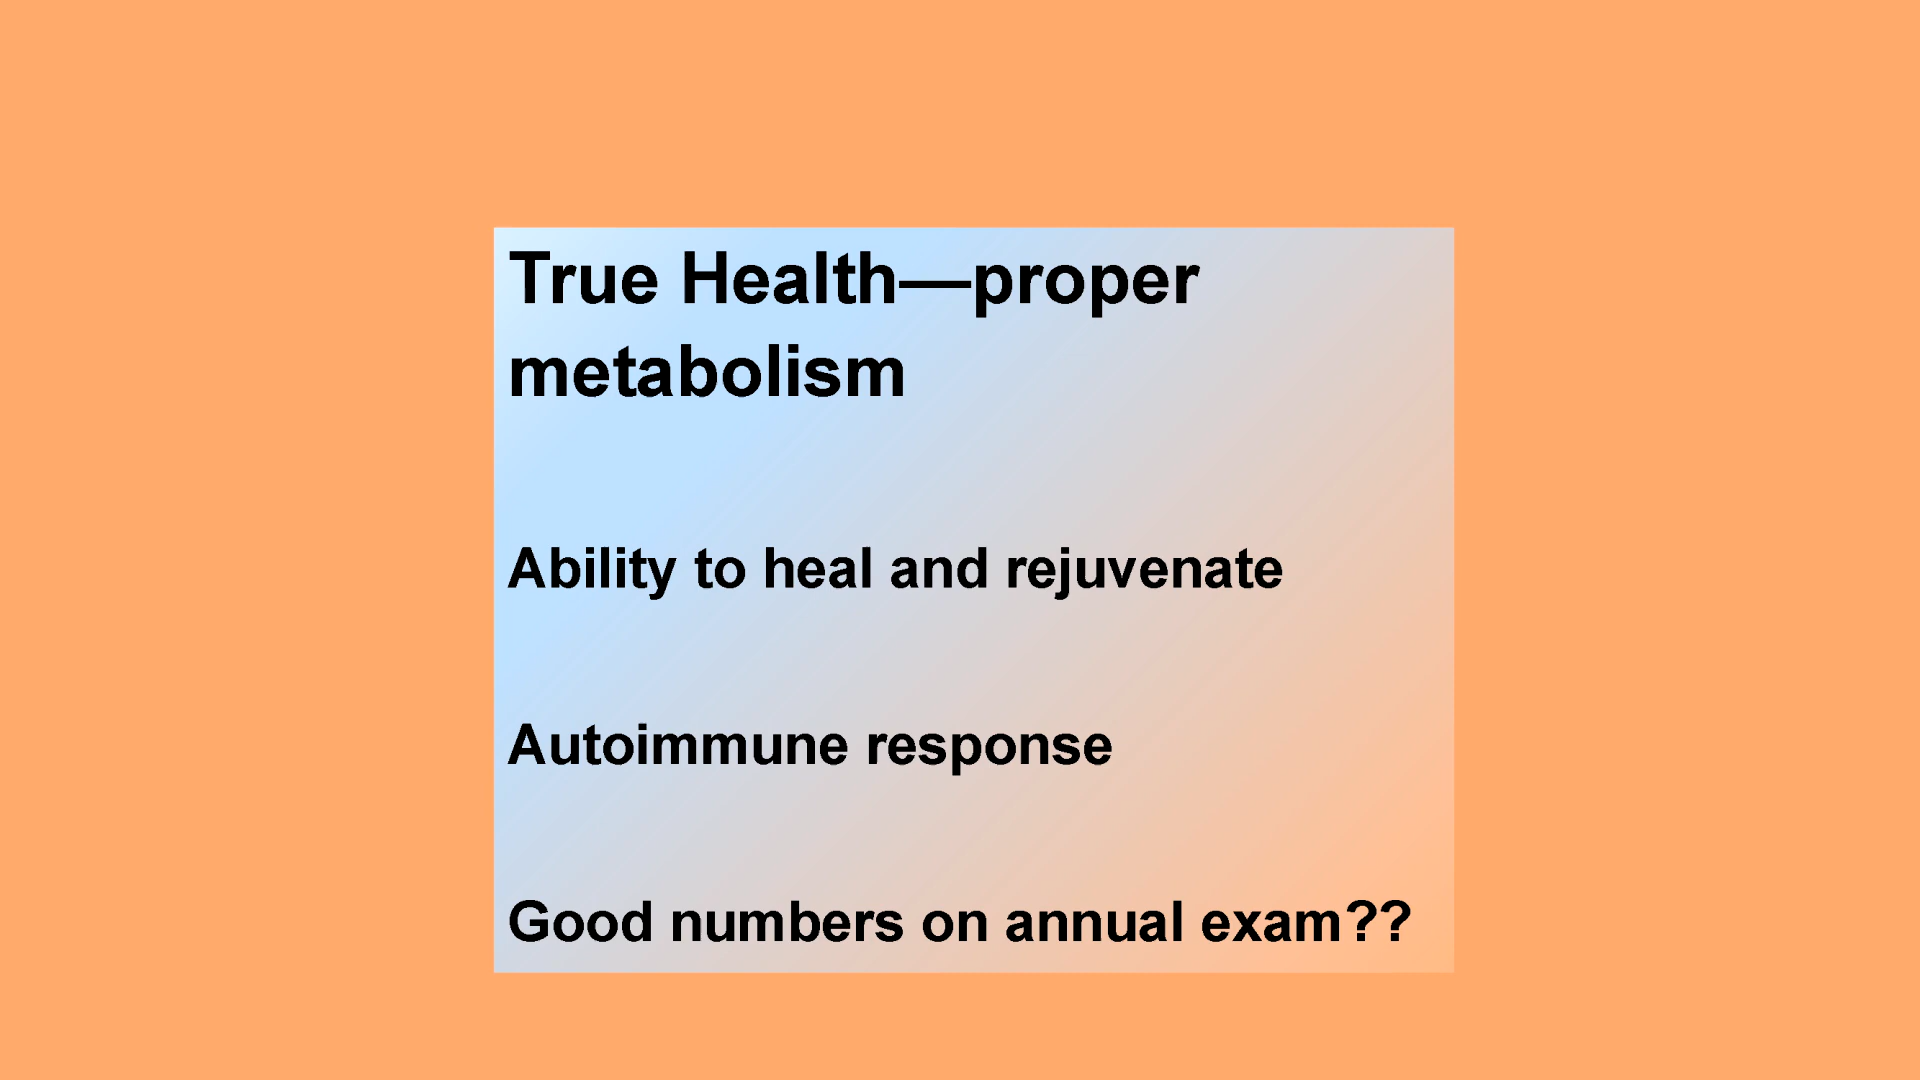 True Health—proper
metabolism
Ability to heal and rejuvenate
Autoimmune response
Good numbers on annual exam??